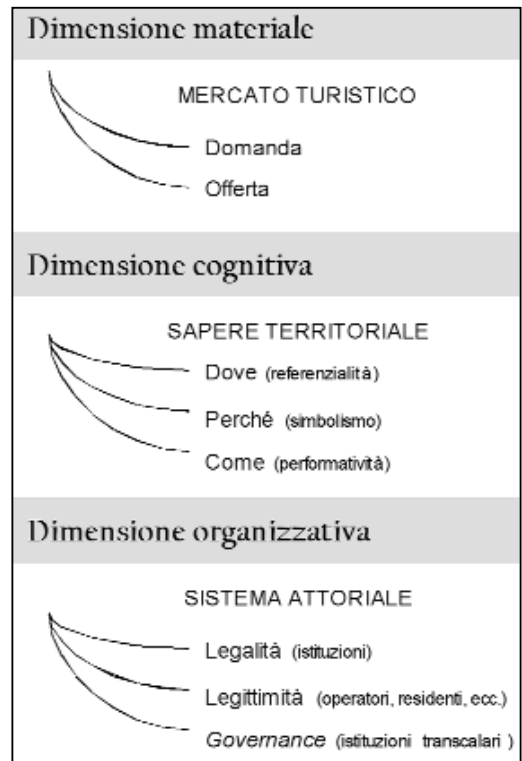 Dimensione materiale
MERCATO TURISTICO
Domanda
Offerta
Dimensione cognitiva
SAPERE TERRITORIALE
Dove (referenzialità)
Perché (simbolismo)
Come (performatività)
Dimensione organizzativa
SISTEMA ATTORIALE
Legalità (istituzioni)
Legittimità (operatori, residenti, ecc.)
Governance (istituzioni transcalari )